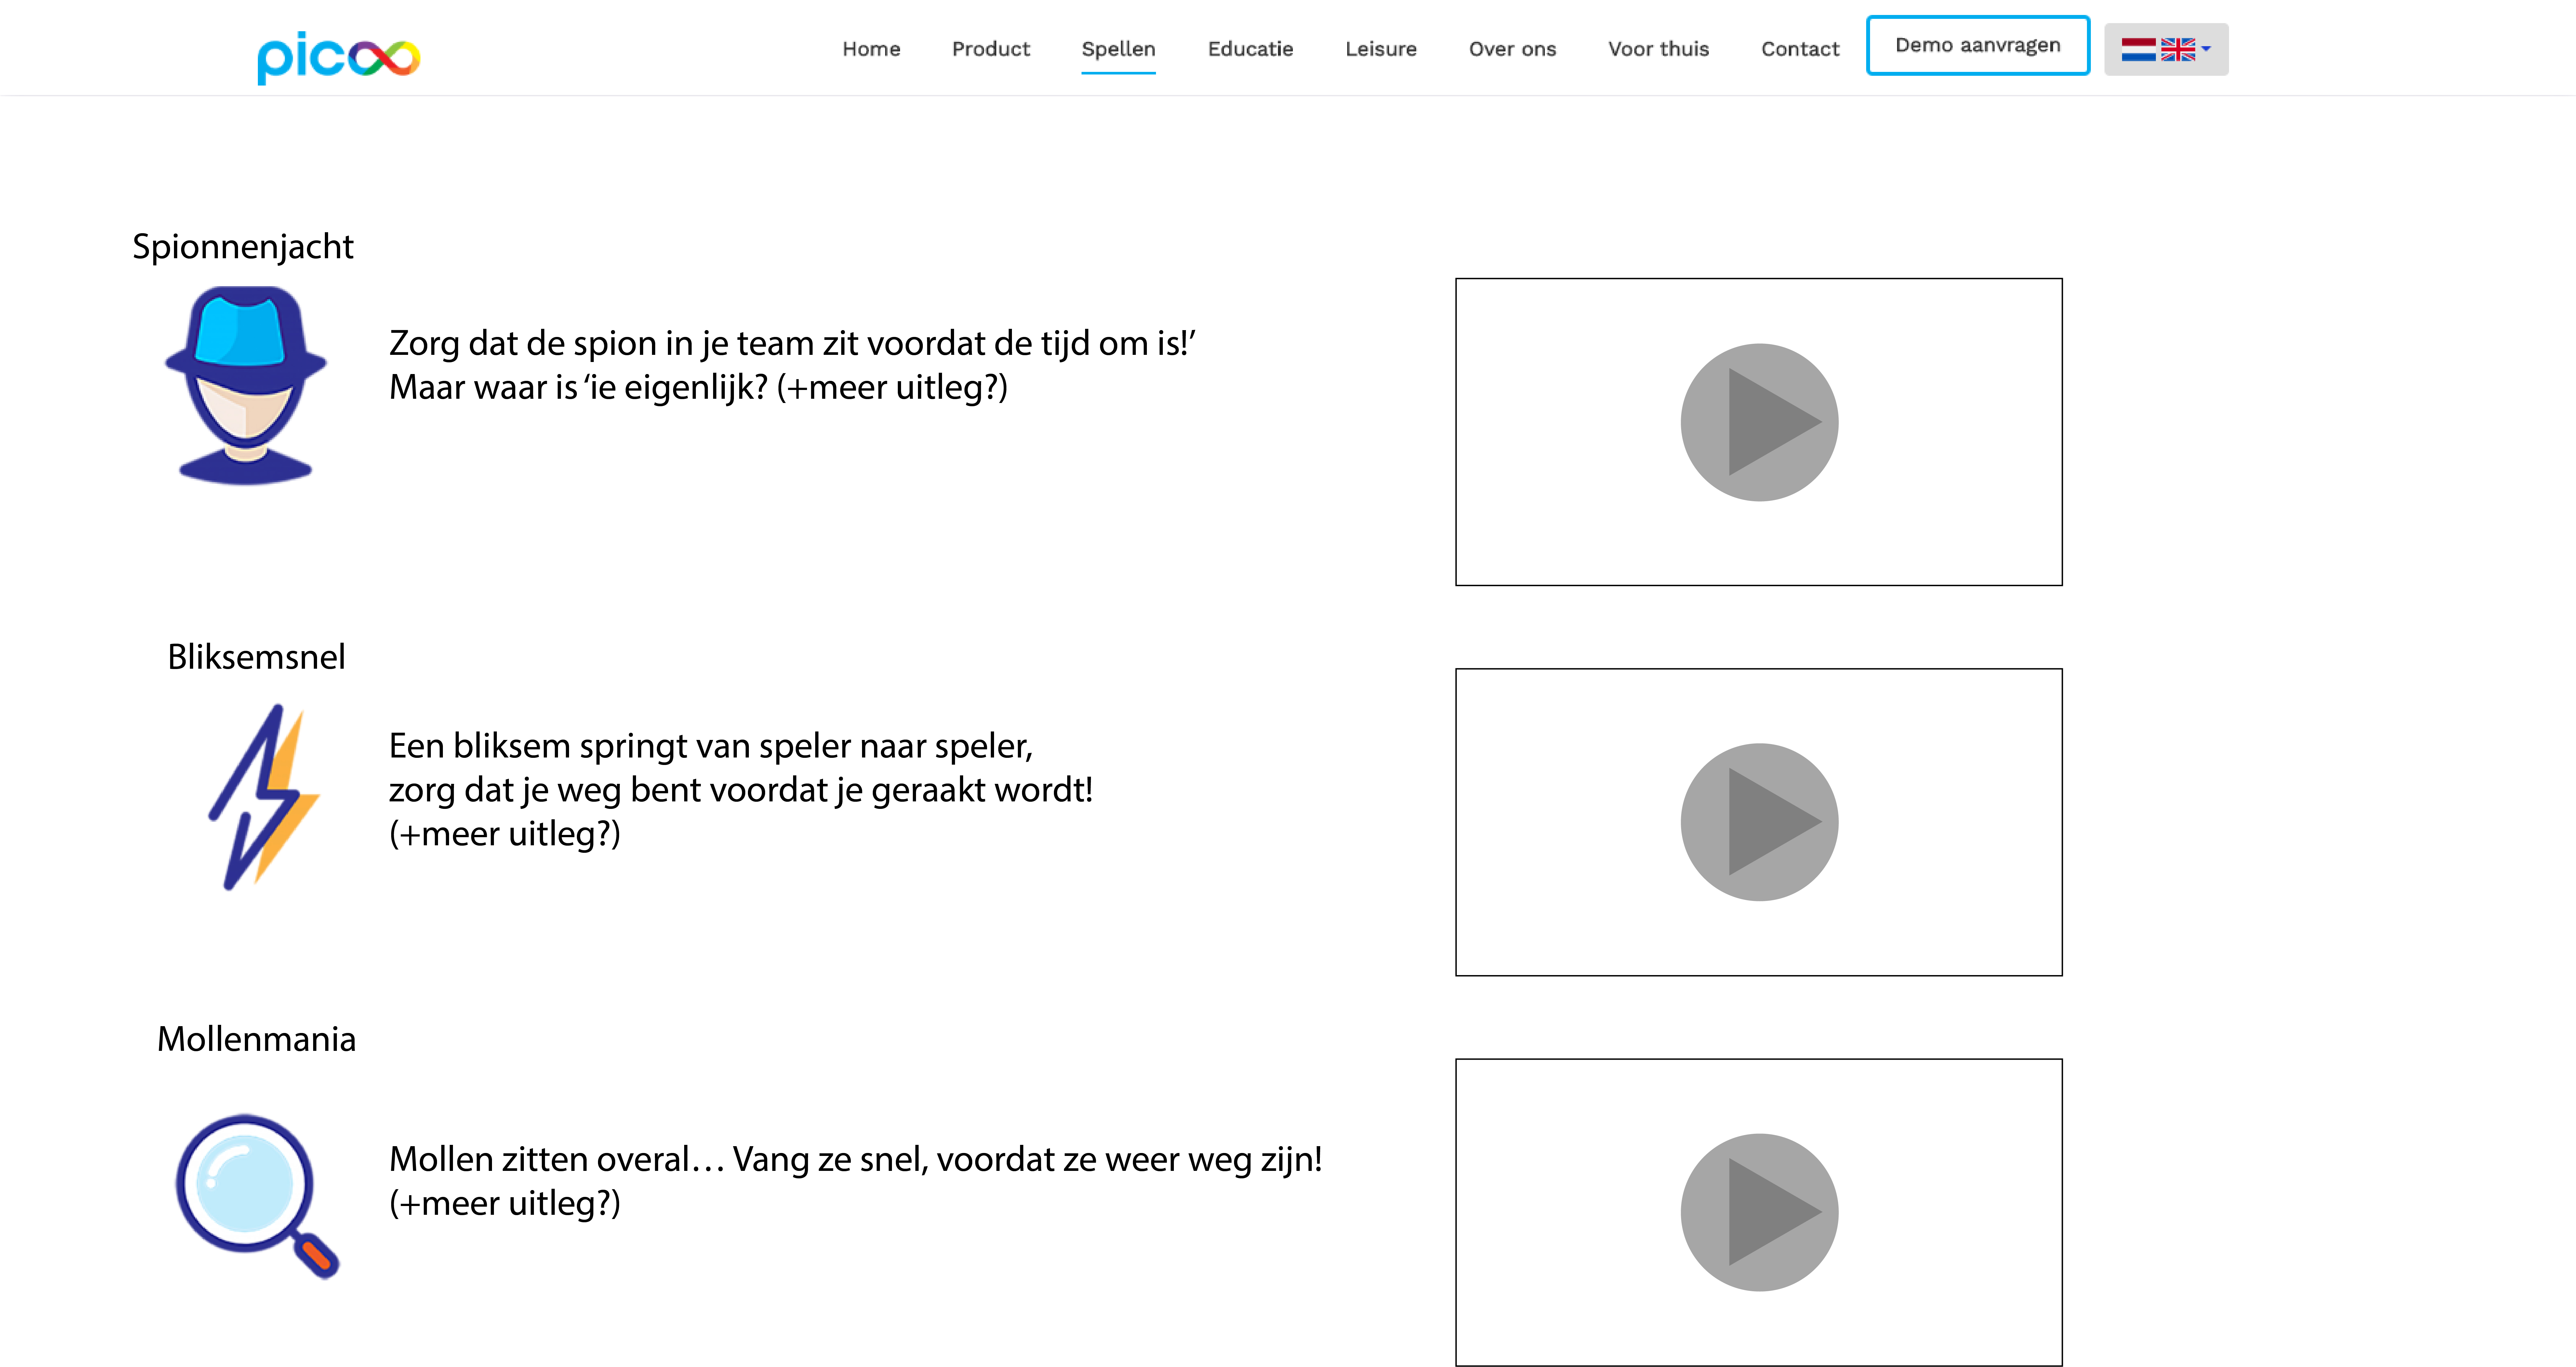 picoo
Home Product Spellen Educatie Leisure Over ons Voor thuis Contact Demo aanvragen
Spionnenjacht
Zorg dat de spion in je team zit voordat de tijd om is!’
Maar waar is ‘ie eigenlijk? (+meer uitleg?)
Bliksemsnel
Een bliksem springt van speler naar speler,
zorg dat je weg bent voordat je geraakt wordt!
(+meer uitleg?)
Mollenmania
Mollen zitten overal… Vang ze snel, voordat ze weer weg zijn!
(+meer uitleg?)